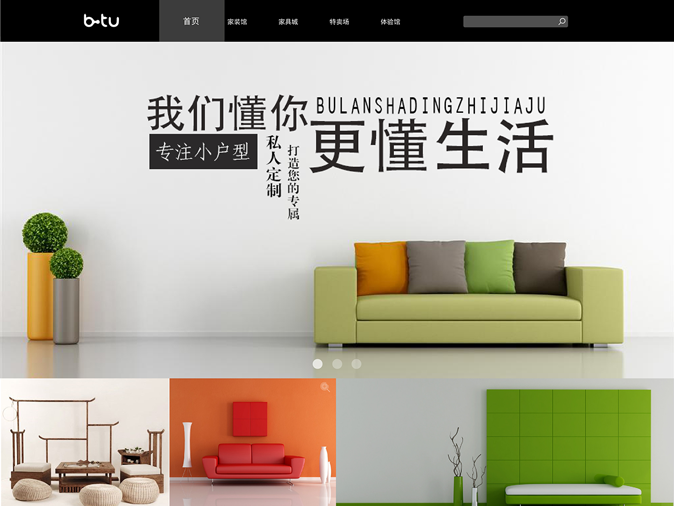 b-tu
首页 家装馆 家具城 特卖场 体验馆
我们懂你
BULANSHADINGZHIJIAJU
更懂生活
专注小户型
私人定制
打造您的专属